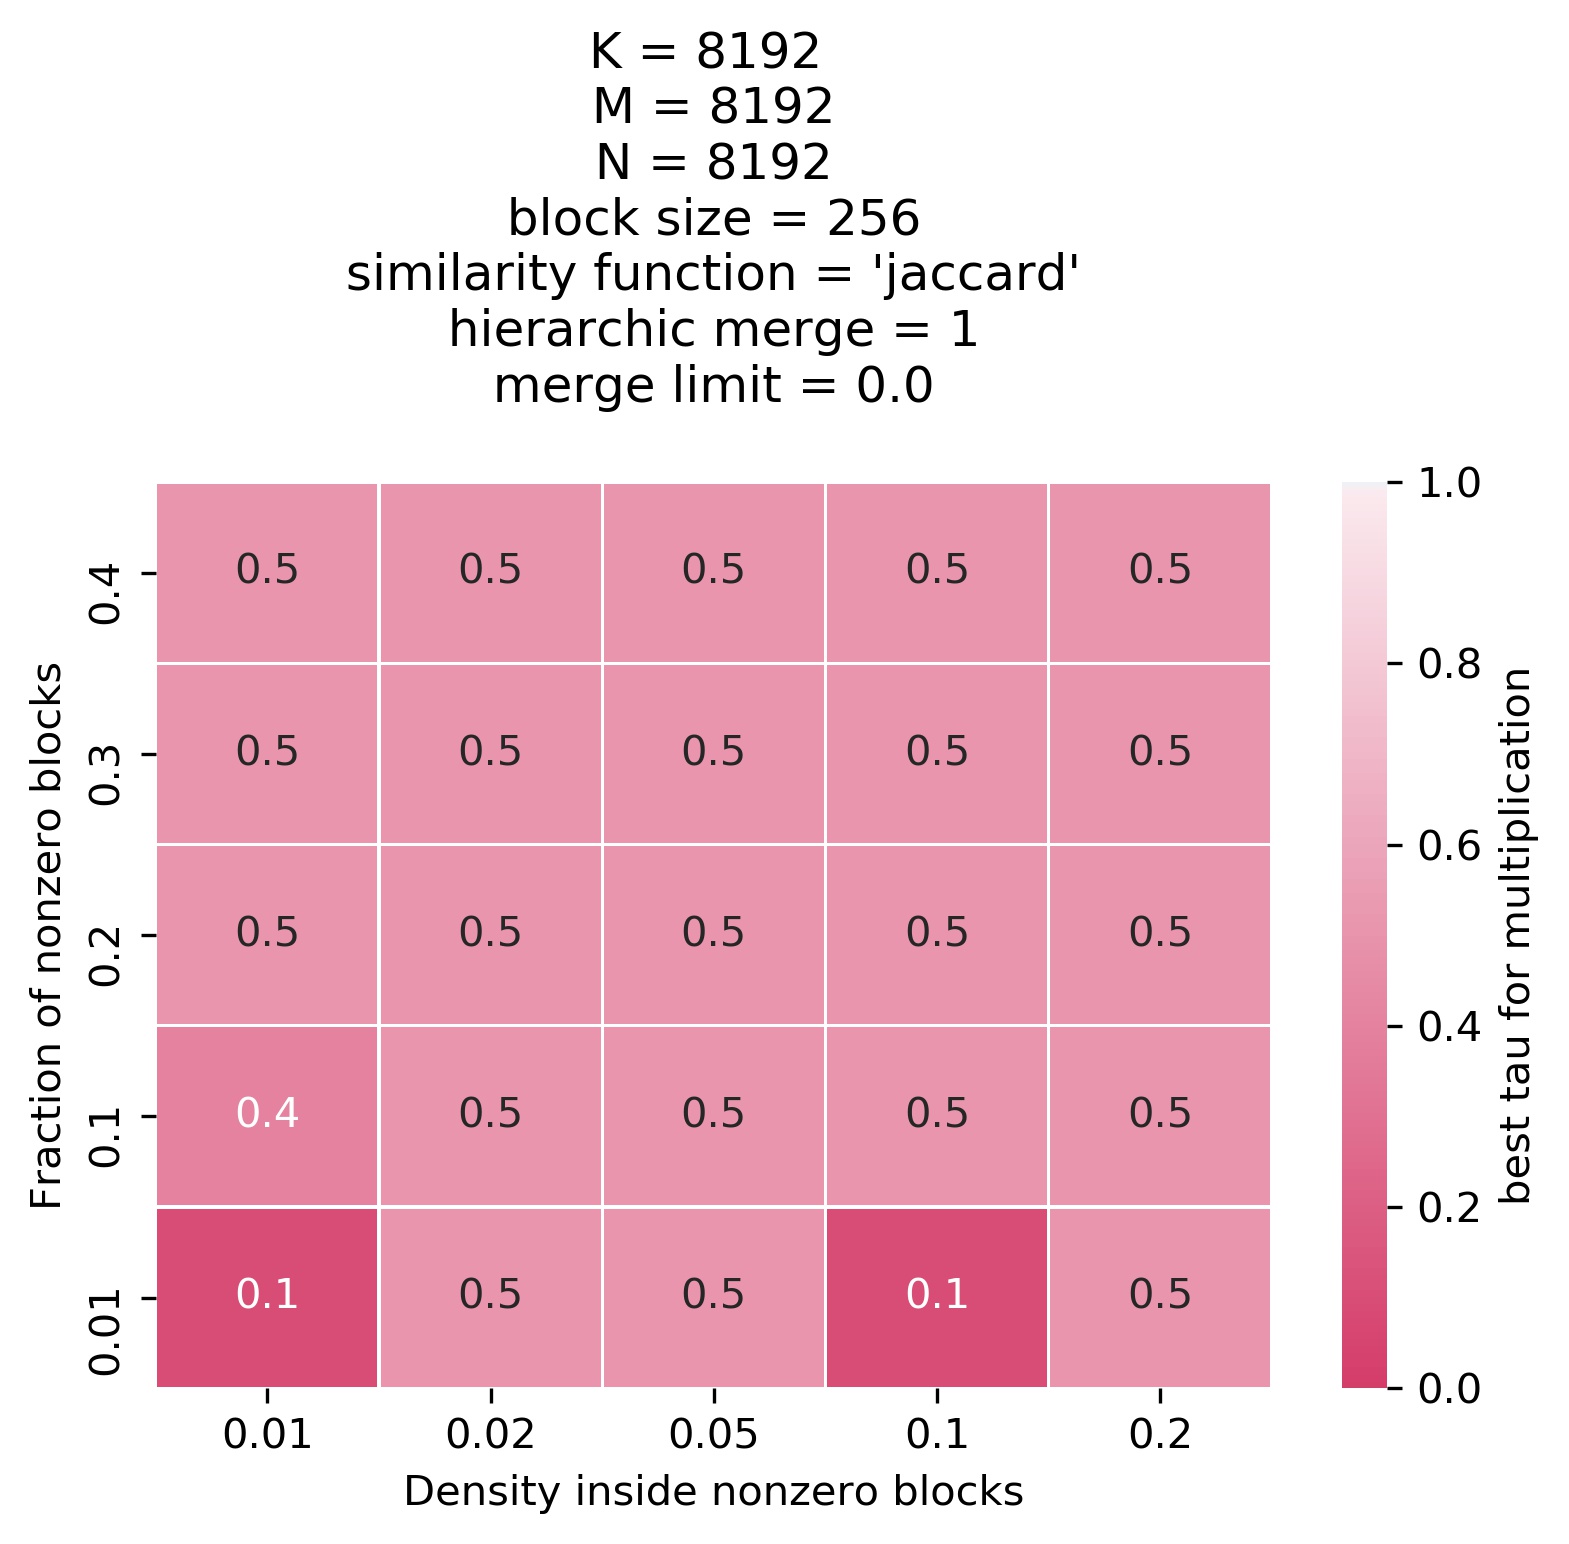 K = 8192
M = 8192
N = 8192
block size = 256
similarity function = 'jaccard'
hierarchic merge = 1
merge limit = 0.0
Fraction of nonzero blocks
0.4
0.5 0.5 0.5 0.5 0.5
0.3
0.5 0.5 0.5 0.5 0.5
0.2
0.5 0.5 0.5 0.5 0.5
0.1
0.4 0.5 0.5 0.5 0.5
0.01
0.1 0.5 0.5 0.1 0.5
0.01 0.02 0.05 0.1 0.2
Density inside nonzero blocks
1.0
0.8
0.6
0.4
0.2
0.0
best tau for multiplication